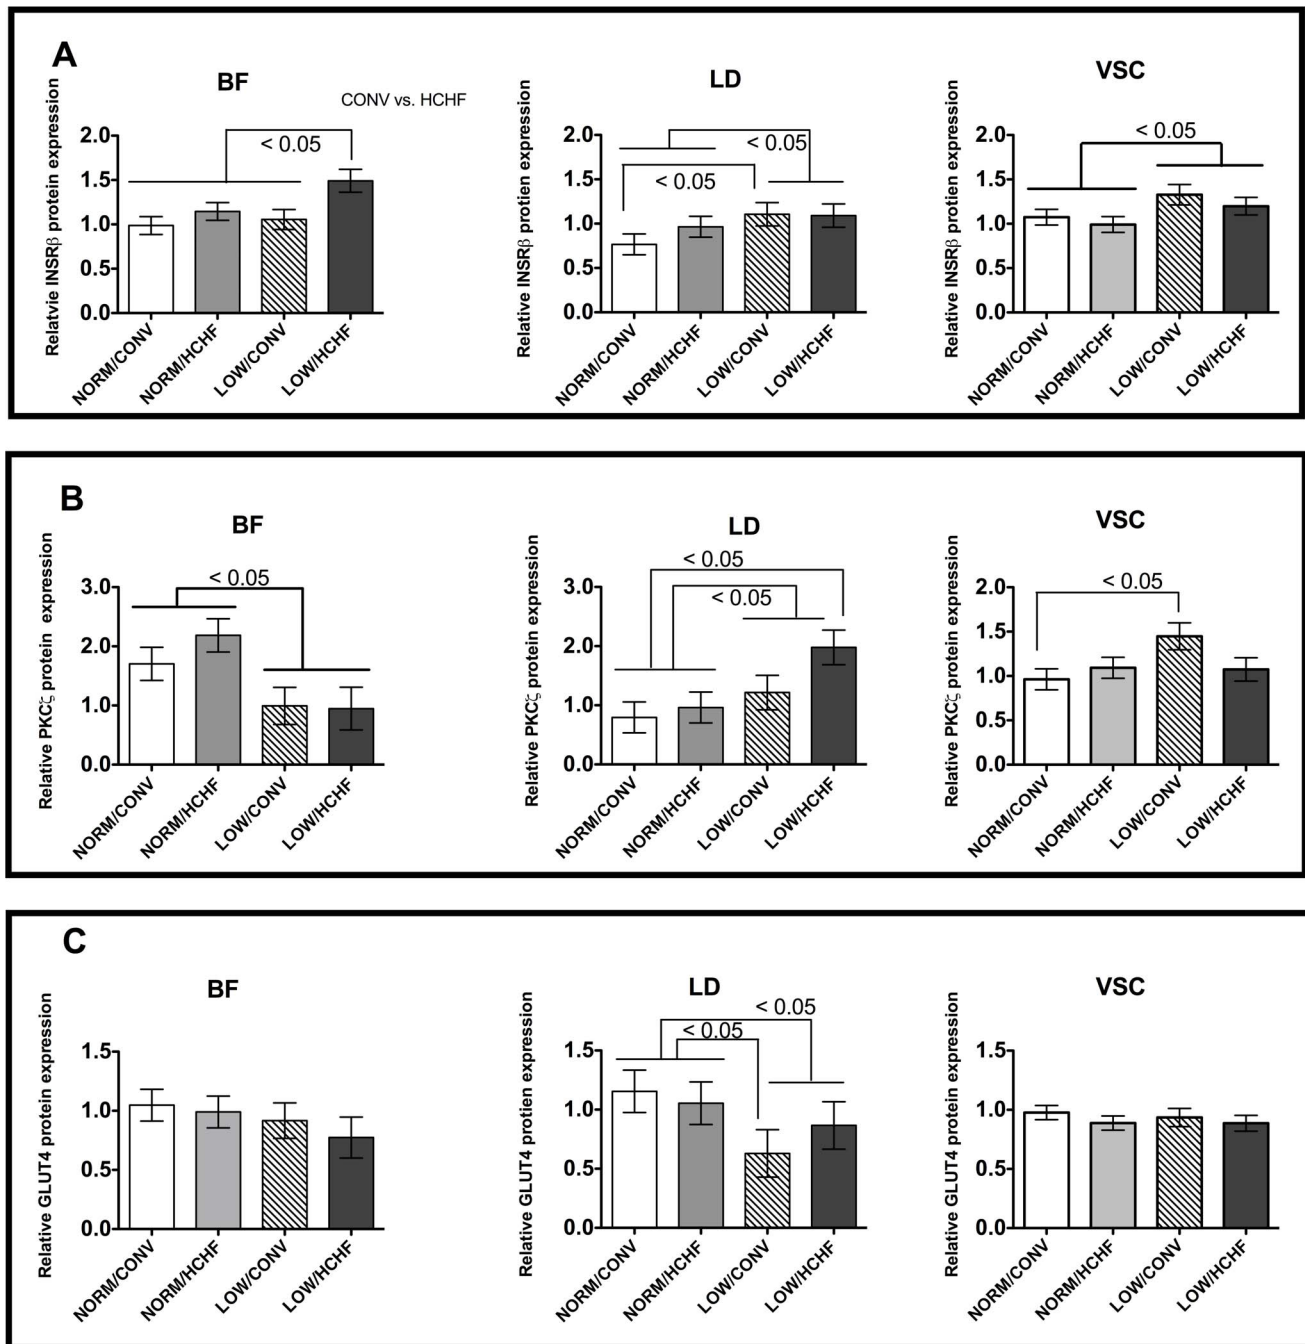 A
BF
CONV vs. HCHF
Relatvie INSRβ protein expression
2.0
1.5
1.0
0.5
0.0
< 0.05
NORM/CONV
NORM/HCHF
LOW/CONV
LOW/HCHF
LD
Relative INSRβ protien expression
2.0
1.5
1.0
0.5
0.0
< 0.05
< 0.05
NORM/CONV
NORM/HCHF
LOW/CONV
LOW/HCHF
VSC
Relative INSRβ protien expression
2.0
1.5
1.0
0.5
0.0
< 0.05
NORM/CONV
NORM/HCHF
LOW/CONV
LOW/HCHF
B
BF
Relative PKCζ protein expression
3.0
2.0
1.0
0.0
< 0.05
NORM/CONV
NORM/HCHF
LOW/CONV
LOW/HCHF
LD
Relative PKCζ protein expression
3.0
2.0
1.0
0.0
< 0.05
< 0.05
NORM/CONV
NORM/HCHF
LOW/CONV
LOW/HCHF
VSC
Relative PKCζ protein expression
2.0
1.5
1.0
0.5
0.0
< 0.05
NORM/CONV
NORM/HCHF
LOW/CONV
LOW/HCHF
C
BF
Relative GLUT4 protein expression
1.5
1.0
0.5
0.0
NORM/CONV
NORM/HCHF
LOW/CONV
LOW/HCHF
LD
Relative GLUT4 protien expression
1.5
1.0
0.5
0.0
< 0.05
< 0.05
NORM/CONV
NORM/HCHF
LOW/CONV
LOW/HCHF
VSC
Relative GLUT4 protein expression
1.5
1.0
0.5
0.0
NORM/CONV
NORM/HCHF
LOW/CONV
LOW/HCHF